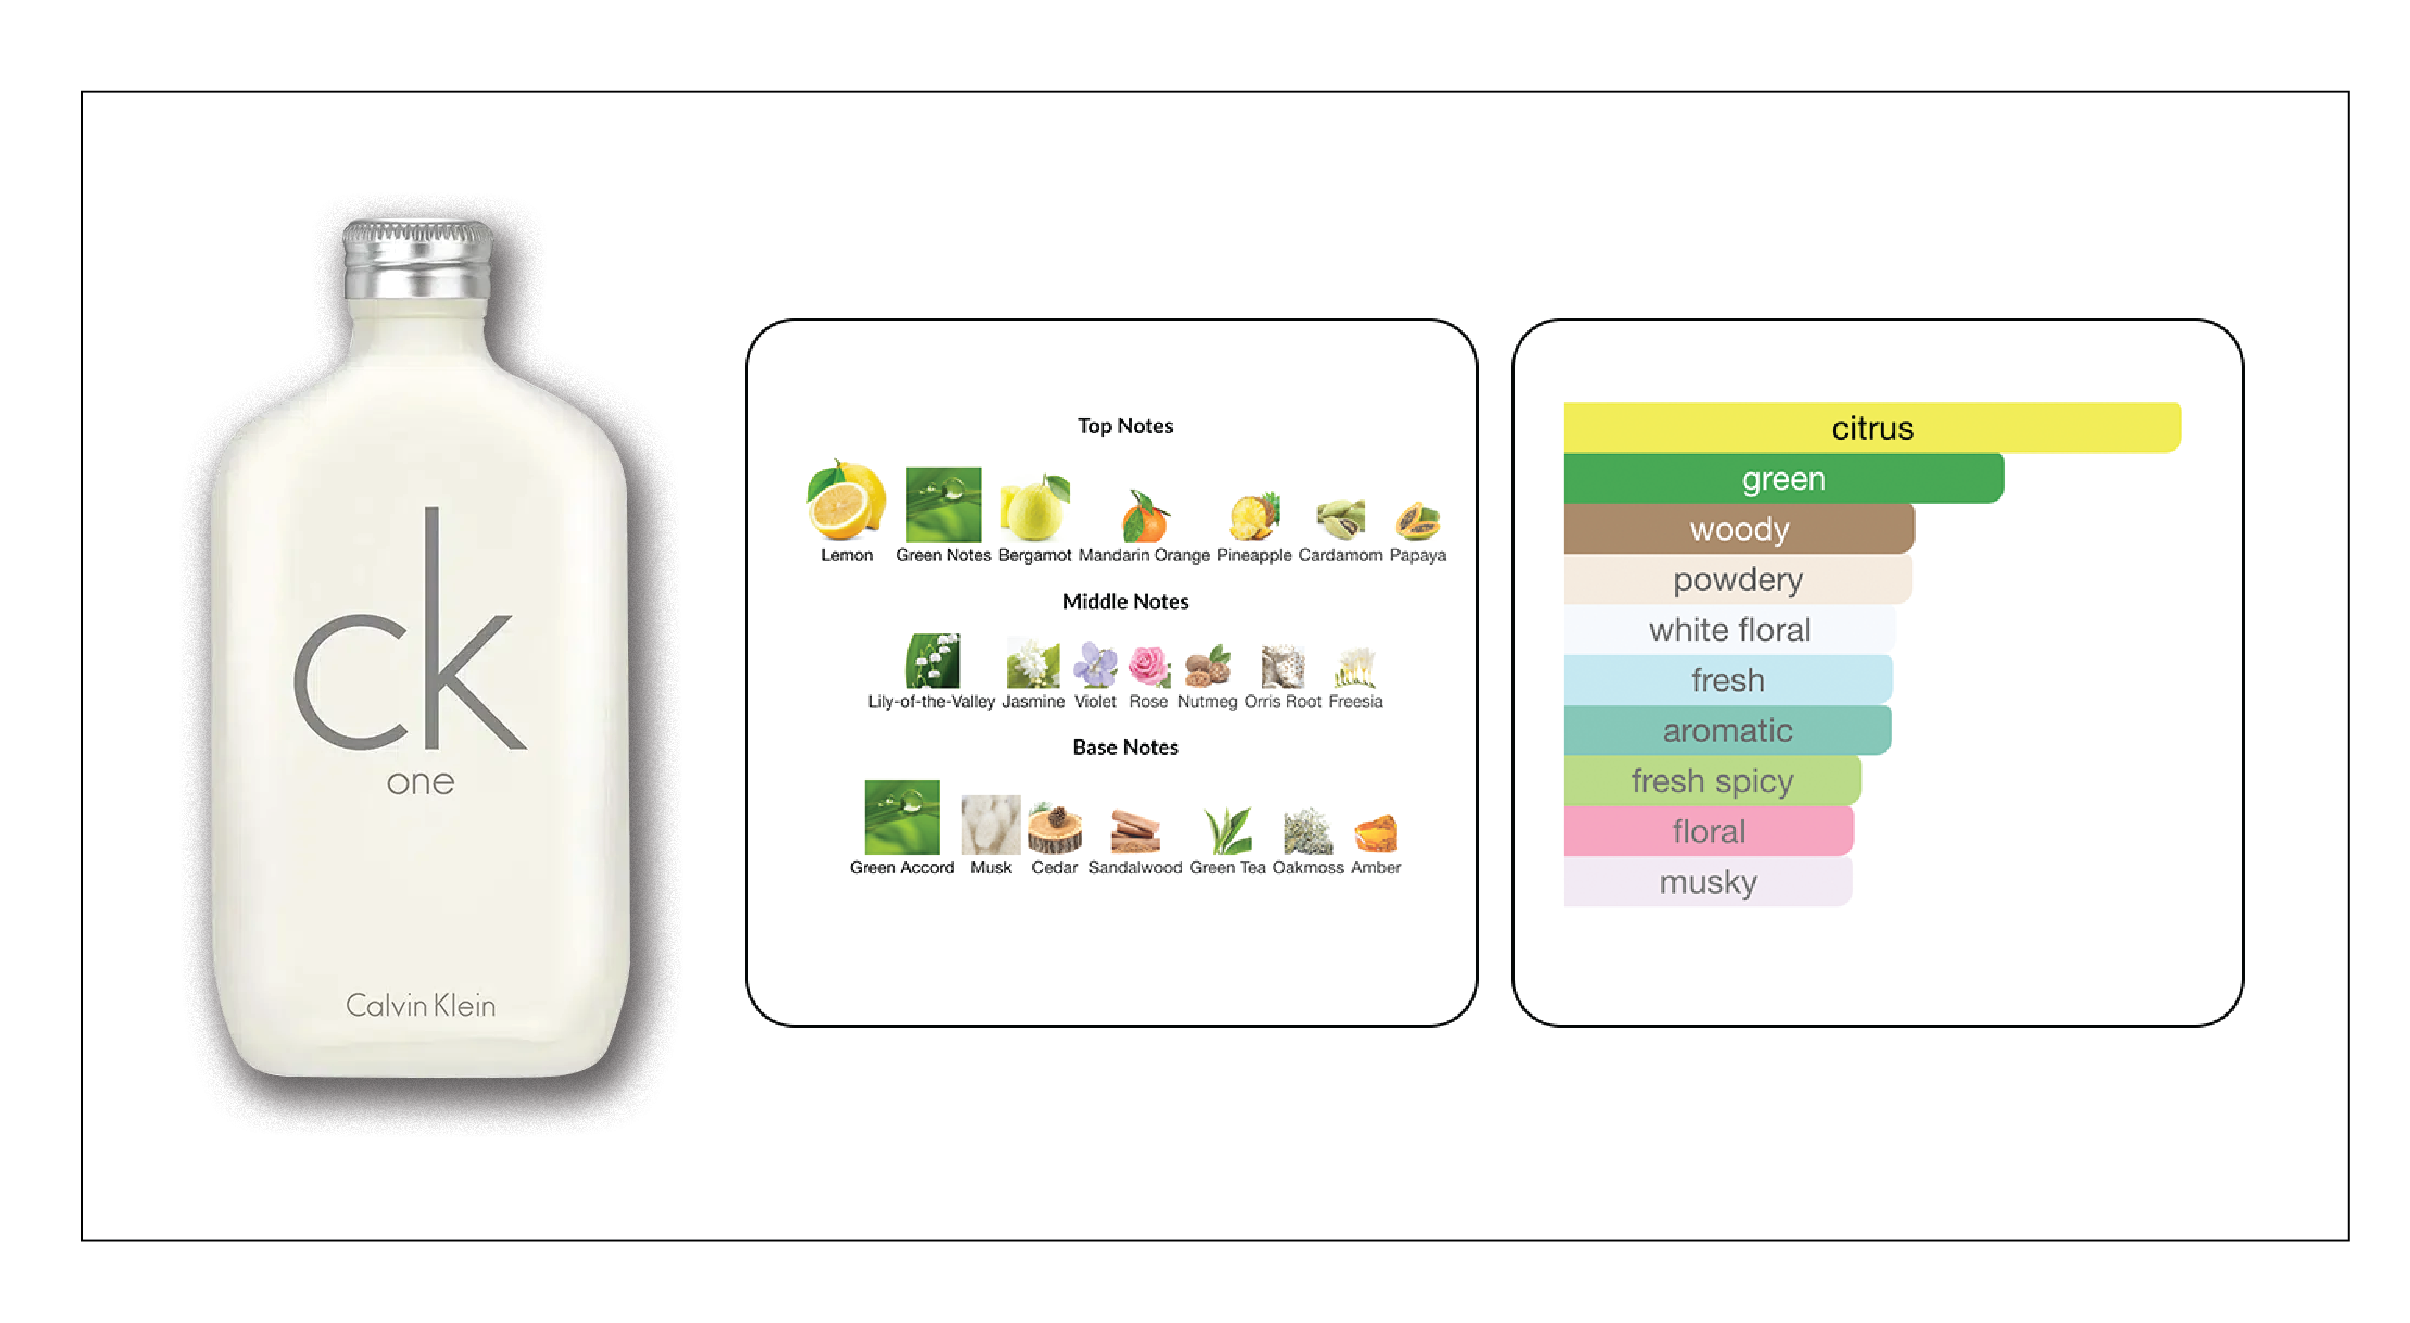 ck
one
Calvin Klein
Top Notes
Lemon Green Notes Bergamot Mandarin Orange Pineapple Cardamom Papaya
Middle Notes
Lily-of-the-Valley Jasmine Violet Rose Nutmeg Orris Root Freesia
Base Notes
Green Accord Musk Cedar Sandalwood Green Tea Oakmoss Amber
citrus
green
woody
powdery
white floral
fresh
aromatic
fresh spicy
floral
musky